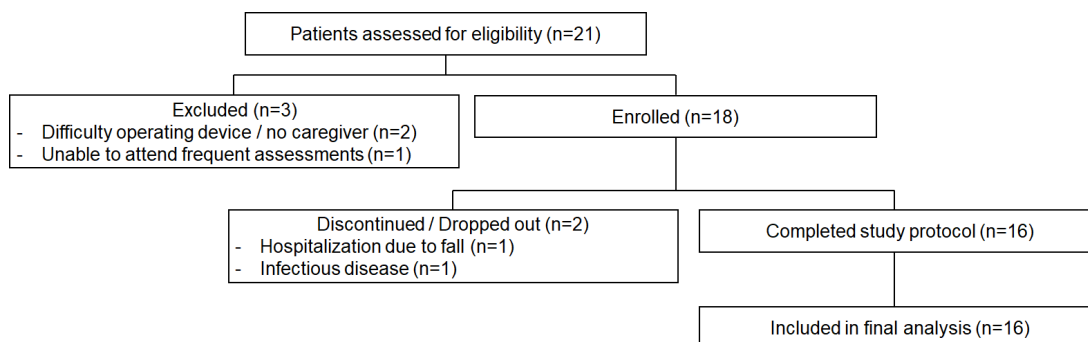 Patients assessed for eligibility (n=21)
Excluded (n=3)
- Difficulty operating device / no caregiver (n=2)
- Unable to attend frequent assessments (n=1)
Enrolled (n=18)
Discontinued / Dropped out (n=2)
- Hospitalization due to fall (n=1)
- Infectious disease (n=1)
Completed study protocol (n=16)
Included in final analysis (n=16)